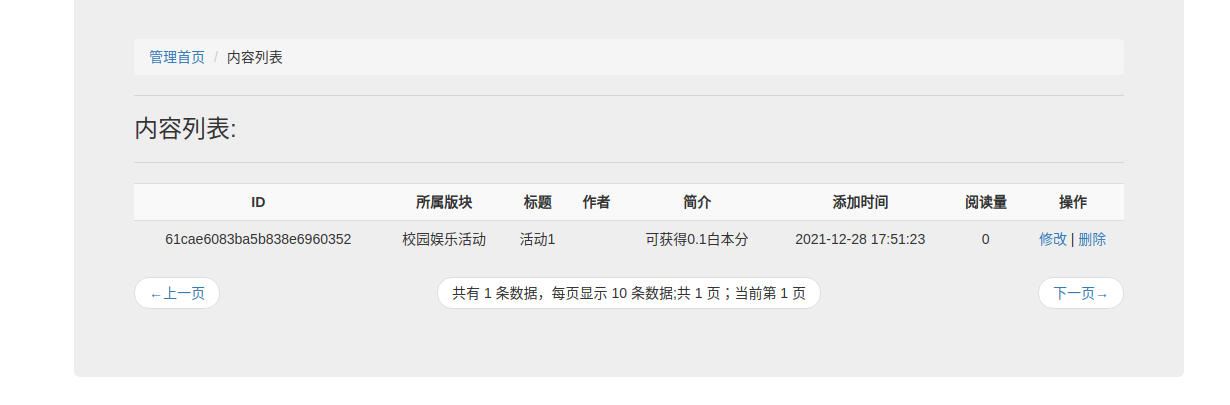 管理首页 / 内容列表
内容列表:
ID 所属版块 标题 作者 简介 添加时间 阅读量 操作
61cae6083ba5b838e6960352 校园娱乐活动 活动1 可获得0.1白本分 2021-12-28 17:51:23 0 修改 | 删除
←上一页 共有 1 条数据，每页显示 10 条数据;共 1 页；当前第 1 页 下一页→